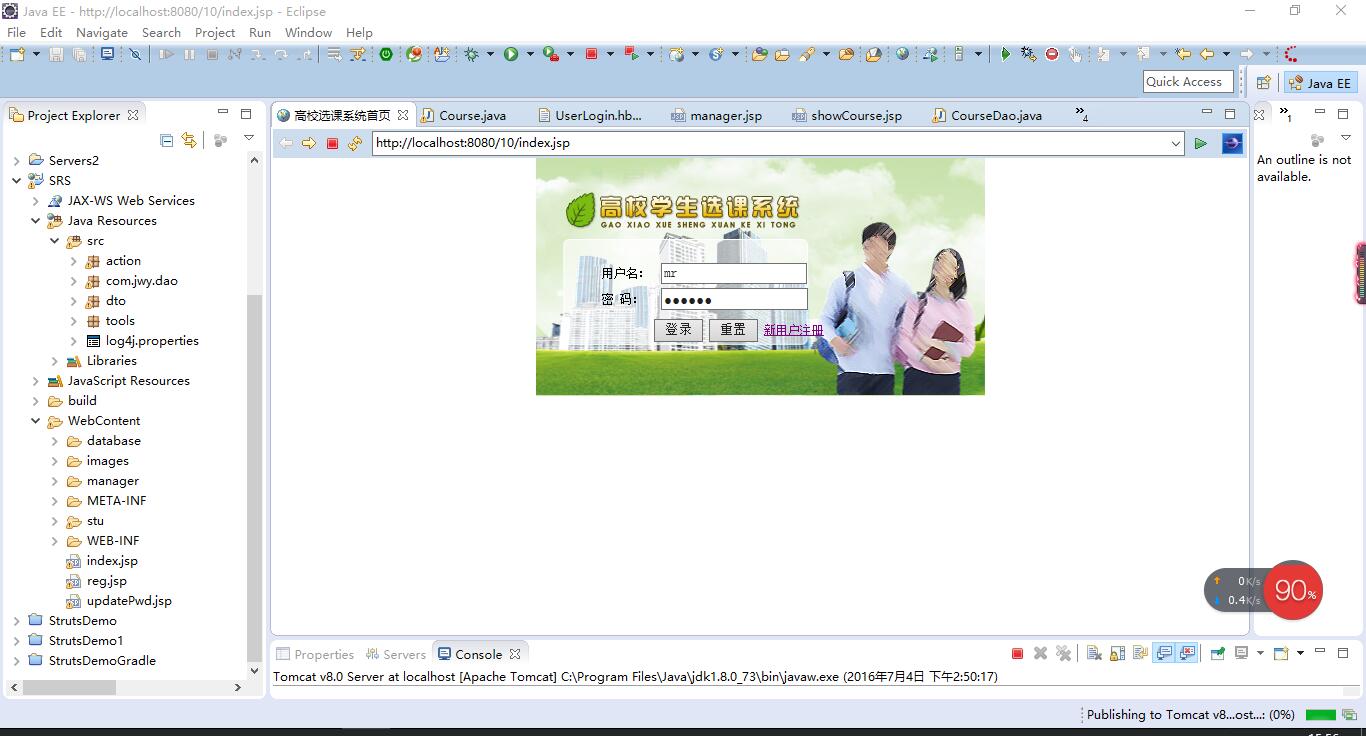 Java EE - http://localhost:8080/10/index.jsp - Eclipse
File Edit Navigate Search Project Run Window Help
Quick Access
Java EE
Project Explorer
高校选课系统首页 Course.java UserLogin.hb... manager.jsp showCourse.jsp CourseDao.java »4
»1
http://localhost:8080/10/index.jsp
An outline is not
available.
Servers2
SRS
JAX-WS Web Services
Java Resources
src
action
com.jwy.dao
dto
tools
log4j.properties
Libraries
JavaScript Resources
build
WebContent
database
images
manager
META-INF
stu
WEB-INF
index.jsp
reg.jsp
updatePwd.jsp
StrutsDemo
StrutsDemo1
StrutsDemoGradle
高校学生选课系统
GAO XIAO XUE SHENG XUAN KE XI TONG
用户名: mr
密 码: ●●●●●●
登录 重置 新用户注册
0K/s
0.4K/s
90%
Properties Servers Console
Tomcat v8.0 Server at localhost [Apache Tomcat] C:\Program Files\Java\jdk1.8.0_73\bin\javaw.exe (2016年7月4日 下午2:50:17)
Publishing to Tomcat v8...ost...: (0%)